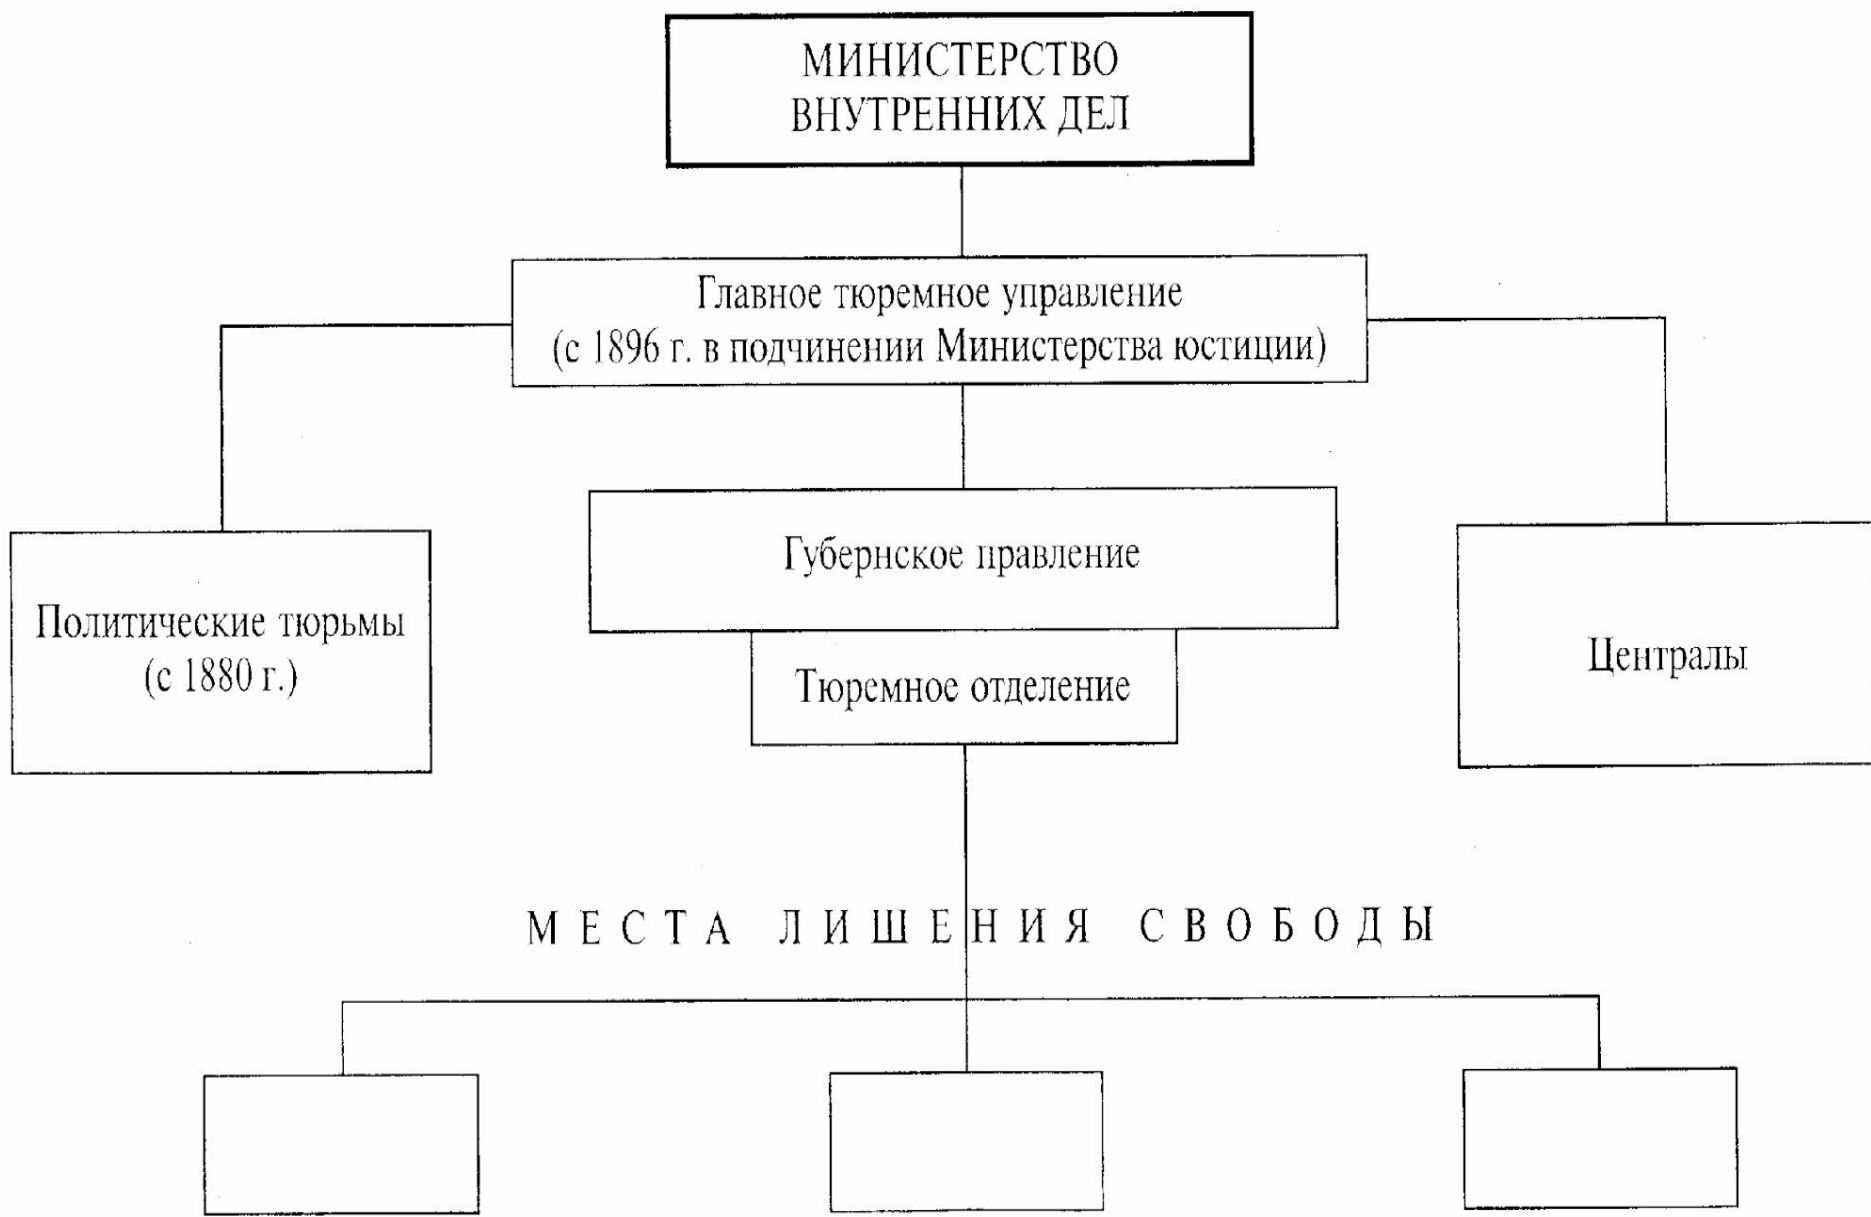 МИНИСТЕРСТВО
ВНУТРЕННИХ ДЕЛ
Главное тюремное управление
(с 1896 г. в подчинении Министерства юстиции)
Губернское правление
Политические тюрьмы
(с 1880 г.)
Тюремное отделение
Централы
МЕСТА ЛИШЕНИЯ СВОБОДЫ